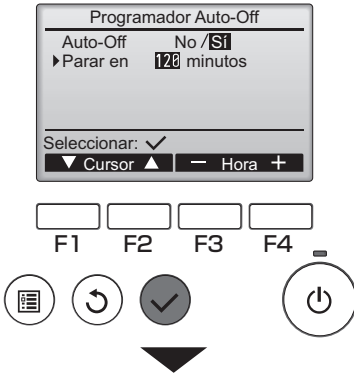 Programador Auto-Off
Auto-Off No / Sí
Parar en 120 minutos
Seleccionar:
Cursor − Hora +
F1 F2 F3 F4